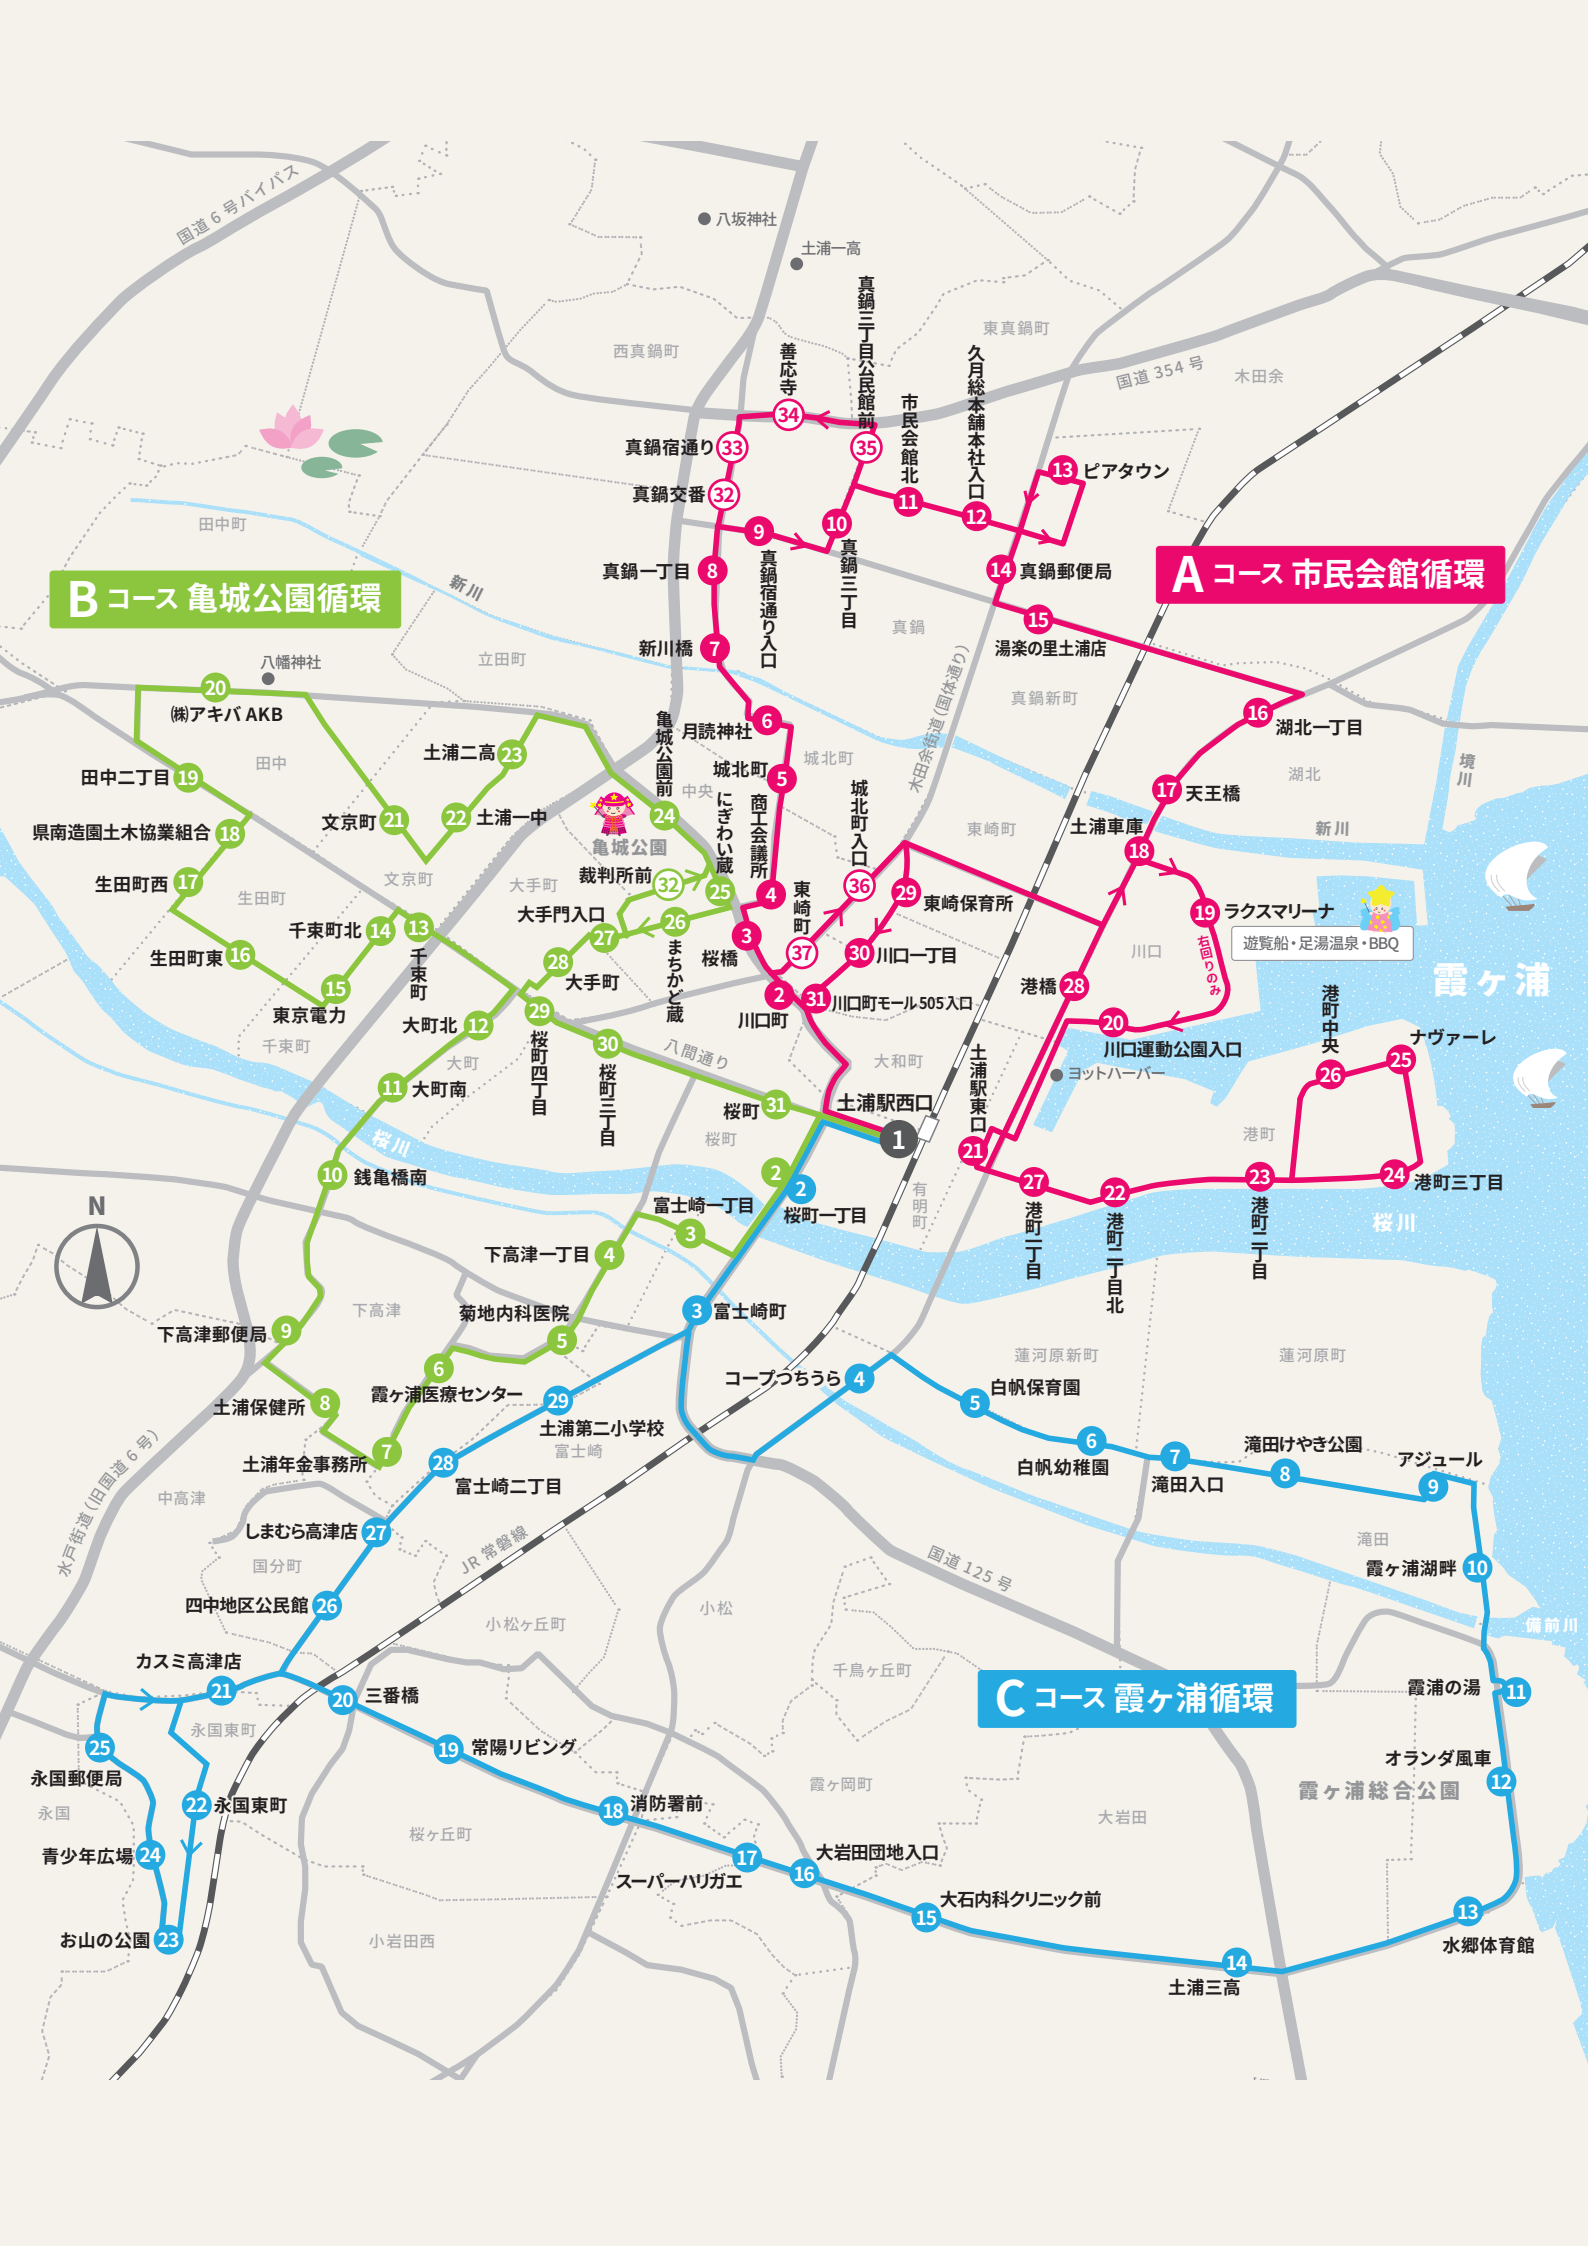 国道6号バイパス
八坂神社
土浦一高
真鍋三丁目公民館前
東真鍋町
西真鍋町
善応寺
久月総本舗本社入口
国道354号
木田余
市民会館北
34
33
真鍋宿通り
35
13
ピアタウン
32
真鍋交番
11
12
田中町
10
9
真鍋三丁目
真鍋宿通り入口
8
真鍋一丁目
14
真鍋郵便局
A コース 市民会館循環
B コース 亀城公園循環
新川
真鍋
15
湯楽の里土浦店
7
新川橋
八幡神社
立田町
木田余街道(国体通り)
真鍋新町
20
㈱アキバAKB
6
月読神社
16
湖北一丁目
亀城公園前
土浦二高
23
田中
城北町
境川
田中二丁目
19
城北町
5
湖北
中央
にぎわい蔵
商工会議所
城北町入口
17
天王橋
県南造園土木協業組合
18
文京町
21
22
土浦一中
24
東崎町
土浦車庫
新川
亀城公園
18
生田町西
17
文京町
大手町
裁判所前
32
25
4
東崎町
36
29
東崎保育所
生田町
19
ラクスマリーナ
遊覧船・足湯温泉・BBQ
右回りのみ
千束町北
14
13
千束町
大手門入口
27
26
まちかど蔵
3
桜橋
37
30
川口一丁目
川口
生田町東
16
28
大手町
霞ヶ浦
15
東京電力
2
川口町
31
川口町モール505入口
港橋
28
港町中央
29
桜町四丁目
大町北
12
20
川口運動公園入口
ナヴァーレ
千束町
大町
30
桜町三丁目
八間通り
大和町
土浦駅東口
ヨットハーバー
26
25
11
大町南
桜町
31
土浦駅西口
1
桜川
桜町
港町
10
銭亀橋南
2
2
桜町一丁目
21
27
港町一丁目
22
港町二丁目北
23
港町二丁目
24
港町三丁目
有明町
N
富士崎一丁目
3
桜川
下高津一丁目
4
下高津
菊地内科医院
3
富士崎町
9
下高津郵便局
5
蓮河原新町
蓮河原町
6
霞ヶ浦医療センター
コープつちうら
4
29
土浦第二小学校
5
白帆保育園
土浦保健所
8
富士崎
6
白帆幼稚園
7
滝田入口
滝田けやき公園
8
アジュール
9
土浦年金事務所
7
28
富士崎二丁目
水戸街道(旧国道6号)
中高津
しまむら高津店
27
JR常磐線
国道125号
滝田
国分町
霞ヶ浦湖畔
10
四中地区公民館
26
小松
小松ヶ丘町
備前川
カスミ高津店
21
千鳥ヶ丘町
20
三番橋
C コース 霞ヶ浦循環
霞浦の湯
11
永国東町
25
永国郵便局
19
常陽リビング
オランダ風車
12
霞ヶ岡町
霞ヶ浦総合公園
永国
22
永国東町
18
消防署前
大岩田
桜ヶ丘町
24
青少年広場
17
スーパーハリガエ
16
大岩田団地入口
15
大石内科クリニック前
13
水郷体育館
23
お山の公園
小岩田西
14
土浦三高